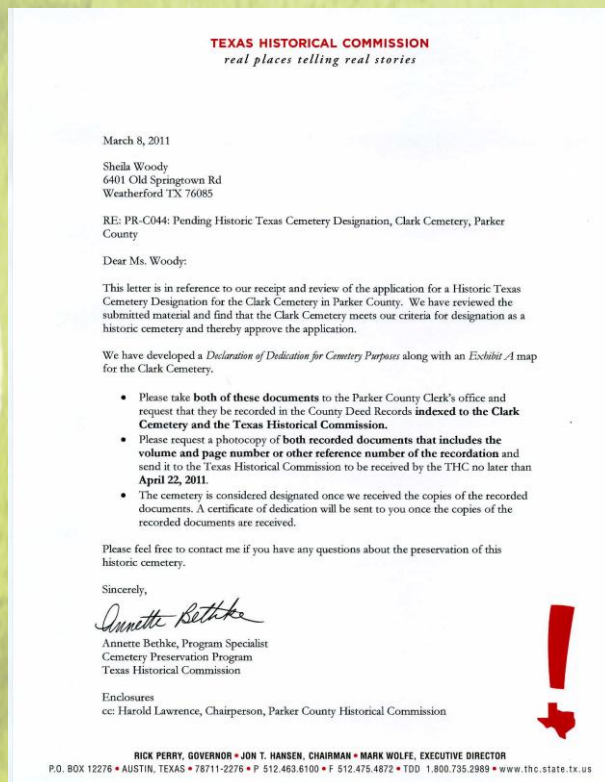 TEXAS HISTORICAL COMMISSION
real places telling real stories
March 8, 2011
Sheila Woody
6401 Old Springtown Rd
Weatherford TX 76085
RE: PR-C044: Pending Historic Texas Cemetery Designation, Clark Cemetery, Parker
County
Dear Ms. Woody:
This letter is in reference to our receipt and review of the application for a Historic Texas
Cemetery Designation for the Clark Cemetery in Parker County. We have reviewed the
submitted material and find that the Clark Cemetery meets our criteria for designation as a
historic cemetery and thereby approve the application.
We have developed a Declaration of Dedication for Cemetery Purposes along with an Exhibit A map
for the Clark Cemetery.
• Please take both of these documents to the Parker County Clerk's office and
request that they be recorded in the County Deed Records indexed to the Clark
Cemetery and the Texas Historical Commission.
• Please request a photocopy of both recorded documents that includes the
volume and page number or other reference number of the recordation and
send it to the Texas Historical Commission to be received by the THC no later than
April 22, 2011.
• The cemetery is considered designated once we received the copies of the recorded
documents. A certificate of dedication will be sent to you once the copies of the
recorded documents are received.
Please feel free to contact me if you have any questions about the preservation of this
historic cemetery.
Sincerely,
Annette Bethke
Annette Bethke, Program Specialist
Cemetery Preservation Program
Texas Historical Commission
Enclosures
cc: Harold Lawrence, Chairperson, Parker County Historical Commission
RICK PERRY, GOVERNOR • JON T. HANSEN, CHAIRMAN • MARK WOLFE, EXECUTIVE DIRECTOR
P.O. BOX 12276 • AUSTIN, TEXAS • 78711-2276 • P 512.463.6100 • F 512.475.4872 • TDD 1.800.735.2989 • www.thc.state.tx.us